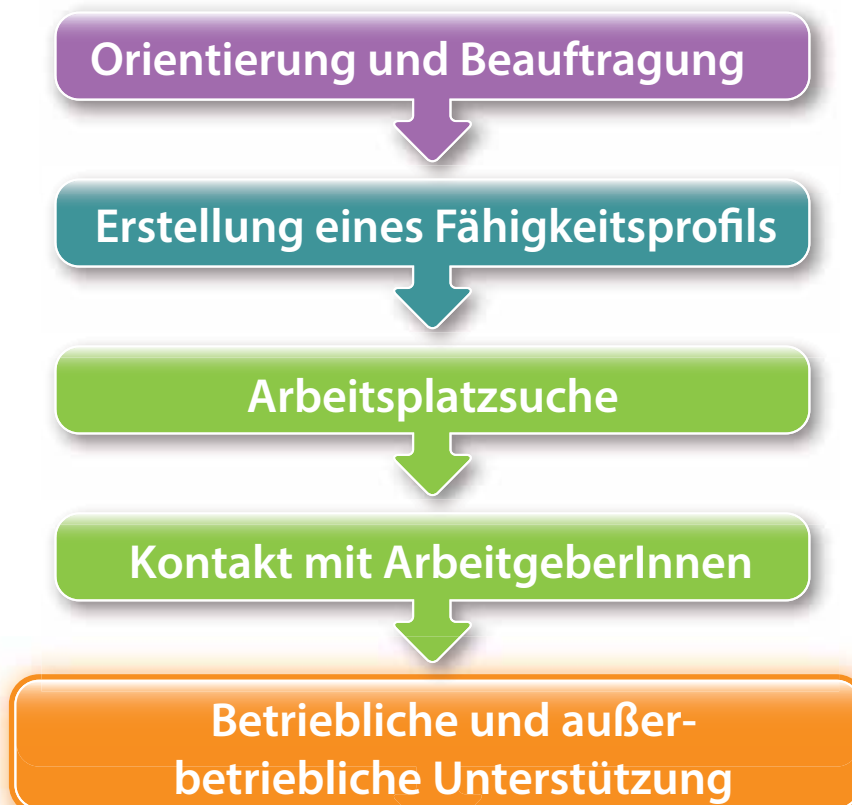 Orientierung und Beauftragung
Erstellung eines Fähigkeitsprofils
Arbeitsplatzsuche
Kontakt mit ArbeitgeberInnen
Betriebliche und außer-
betriebliche Unterstützung